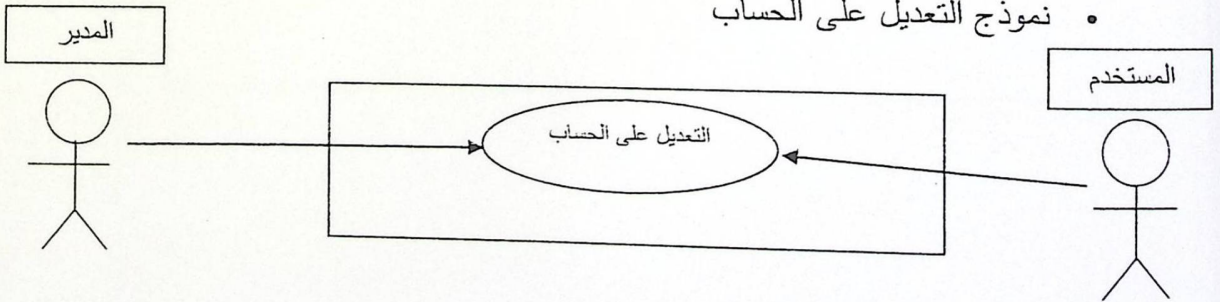 • نموذج التعديل على الحساب
المدير
المستخدم
التعديل على الحساب